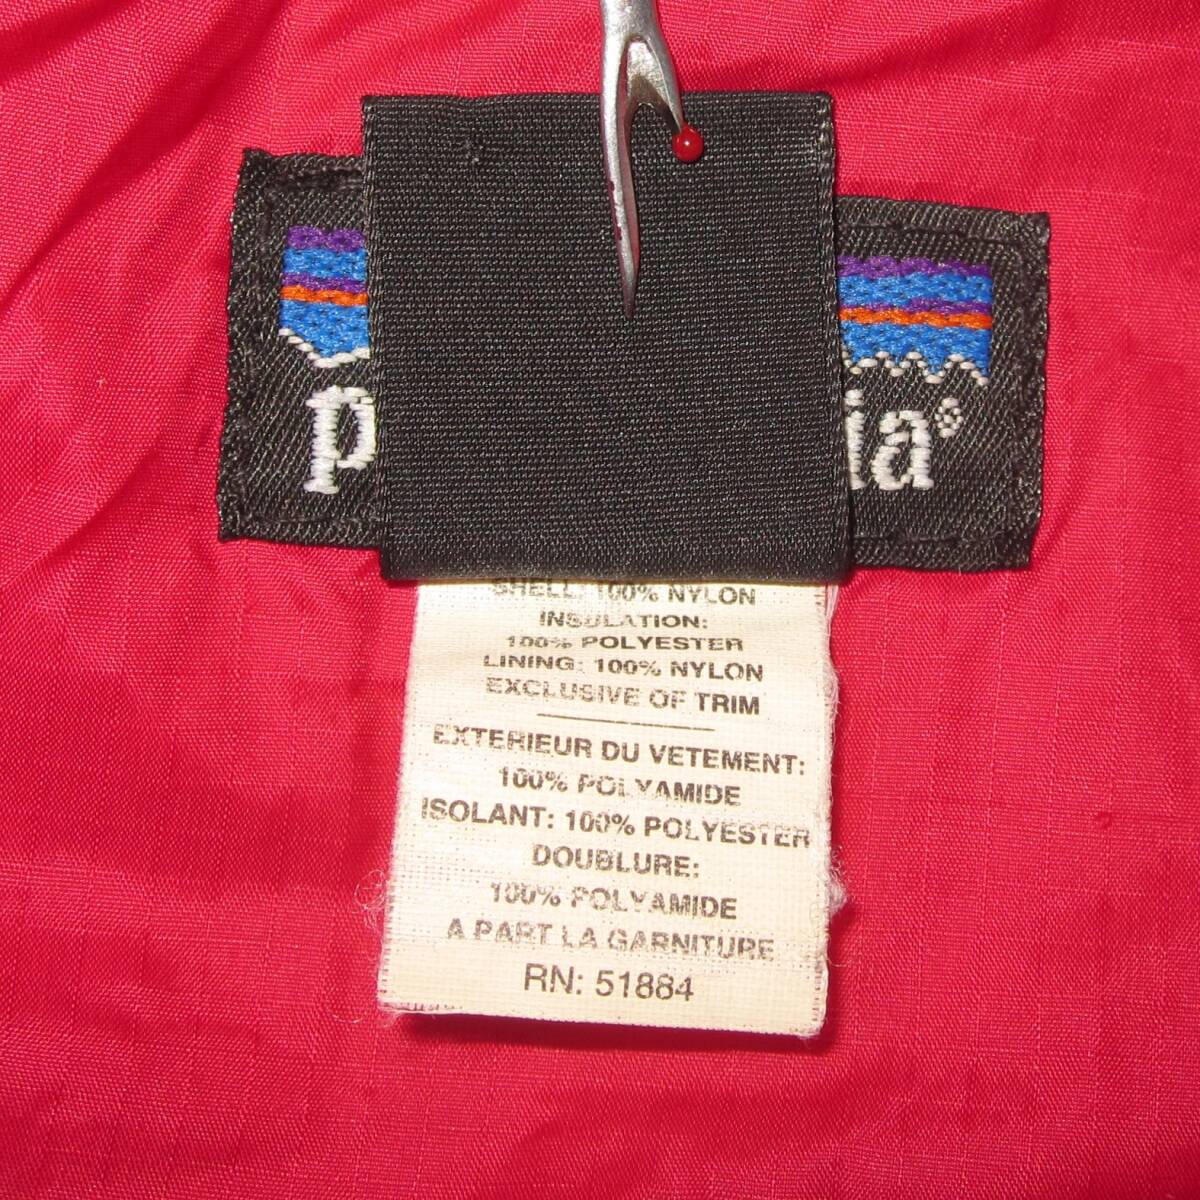 p ia®
SHELL: 100% NYLON
INSULATION:
100% POLYESTER
LINING: 100% NYLON
EXCLUSIVE OF TRIM
EXTERIEUR DU VETEMENT:
100% POLYAMIDE
ISOLANT: 100% POLYESTER
DOUBLURE:
100% POLYAMIDE
A PART LA GARNITURE
RN: 51884